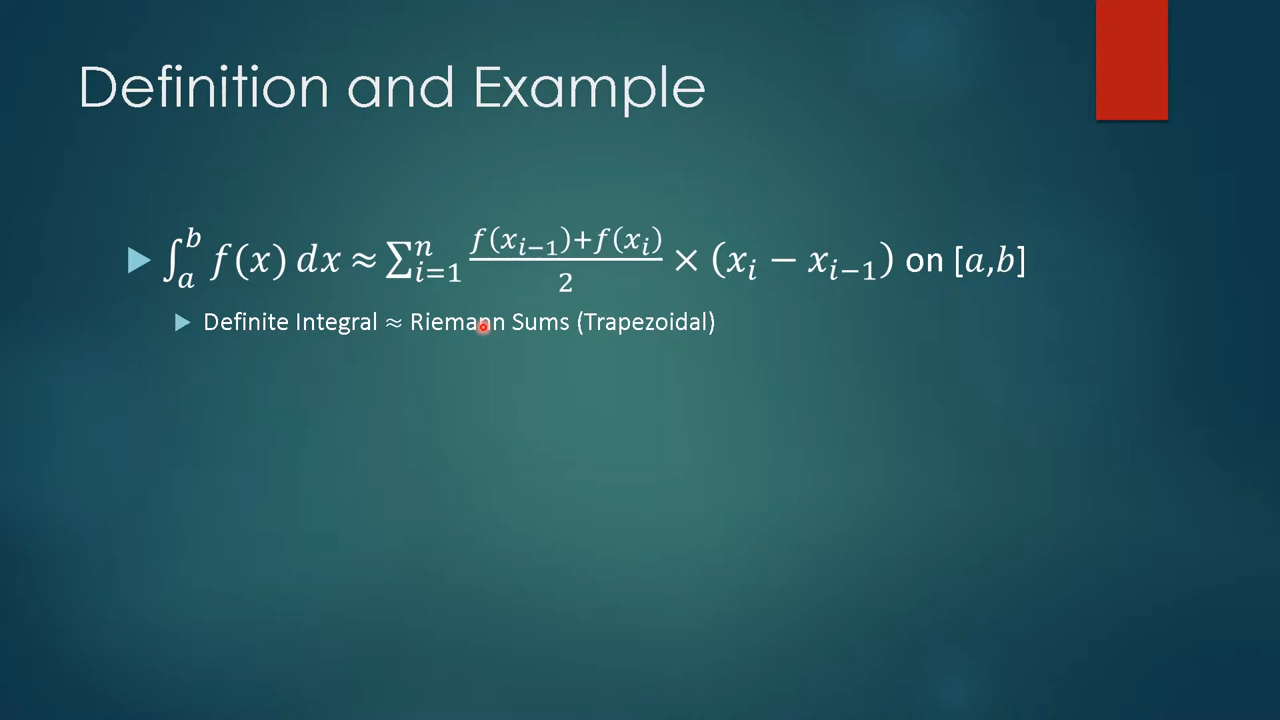 Definition and Example
∫_a^b f(x) dx ≈ ∑_{i=1}^n (f(x_{i−1})+f(x_i))/2 × (x_i − x_{i−1}) on [a,b]
Definite Integral ≈ Riemann Sums (Trapezoidal)